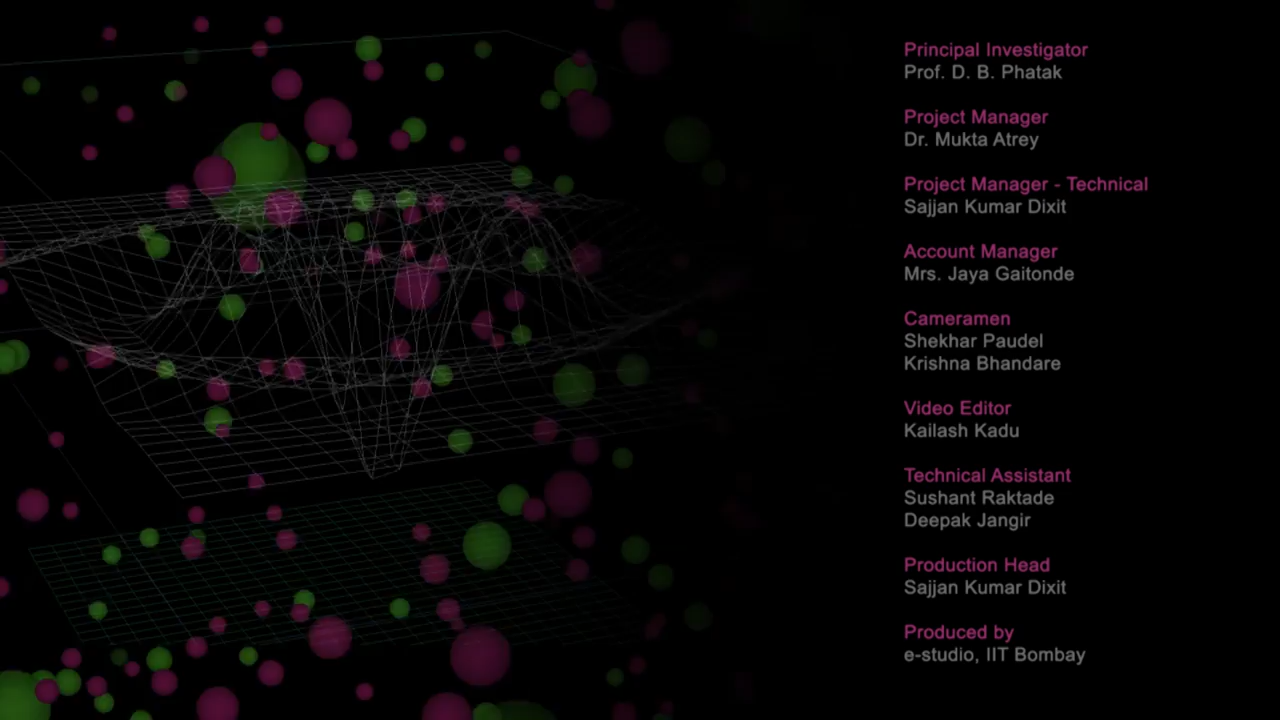 Principal Investigator
Prof. D. B. Phatak
Project Manager
Dr. Mukta Atrey
Project Manager - Technical
Sajjan Kumar Dixit
Account Manager
Mrs. Jaya Gaitonde
Cameramen
Shekhar Paudel
Krishna Bhandare
Video Editor
Kailash Kadu
Technical Assistant
Sushant Raktade
Deepak Jangir
Production Head
Sajjan Kumar Dixit
Produced by
e-studio, IIT Bombay